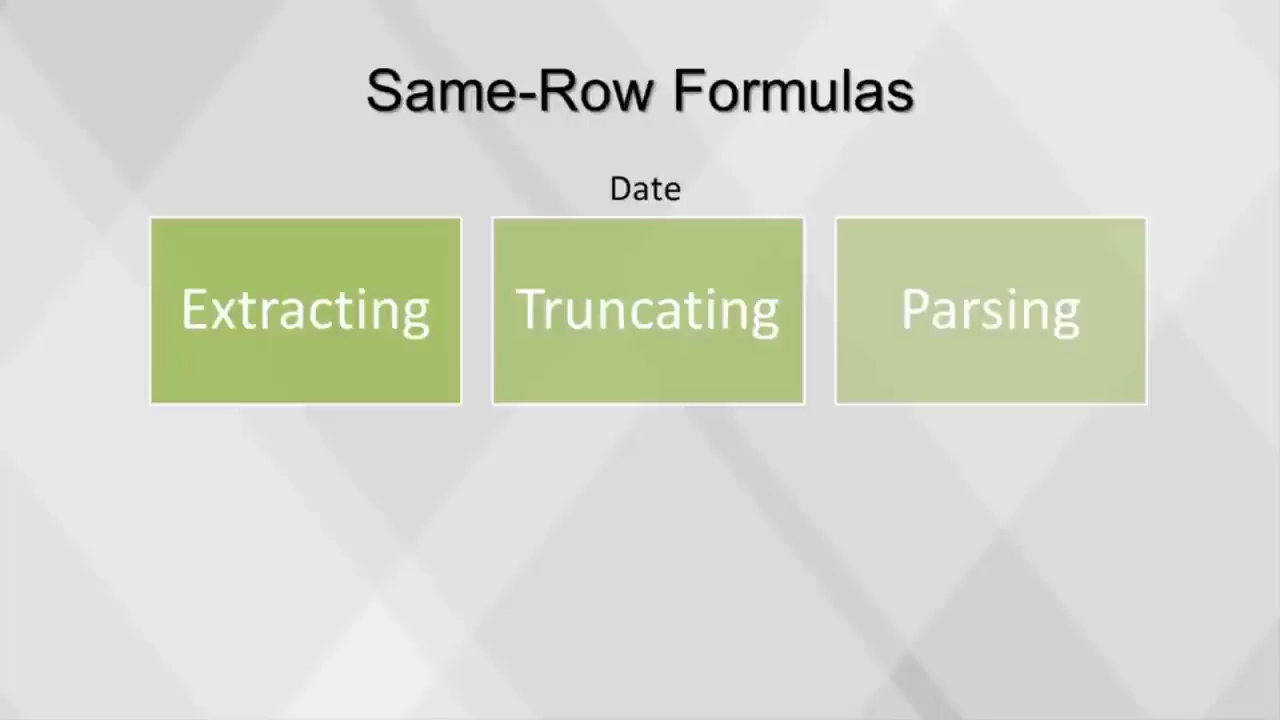 Same-Row Formulas
Date
Extracting
Truncating
Parsing